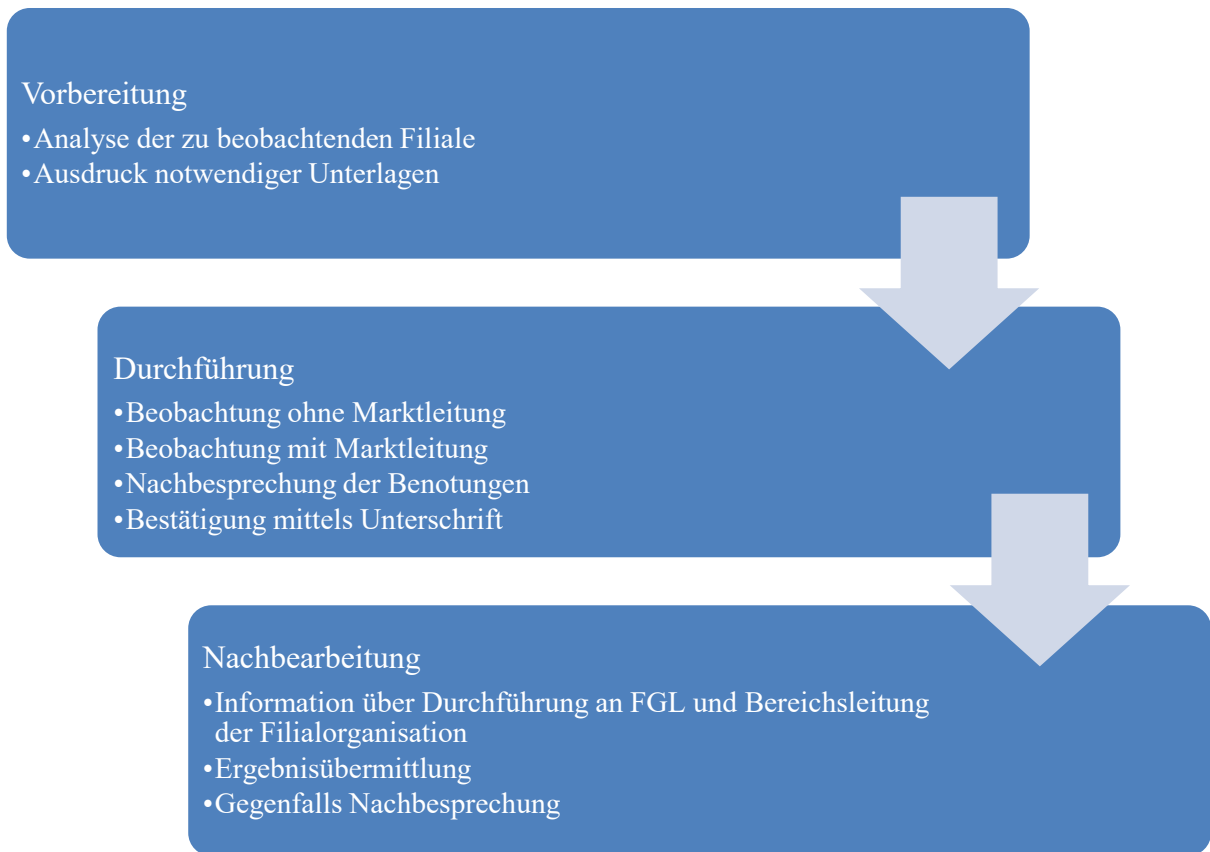 Vorbereitung
•Analyse der zu beobachtenden Filiale
•Ausdruck notwendiger Unterlagen
Durchführung
•Beobachtung ohne Marktleitung
•Beobachtung mit Marktleitung
•Nachbesprechung der Benotungen
•Bestätigung mittels Unterschrift
Nachbearbeitung
•Information über Durchführung an FGL und Bereichsleitung
der Filialorganisation
•Ergebnisübermittlung
•Gegenfalls Nachbesprechung